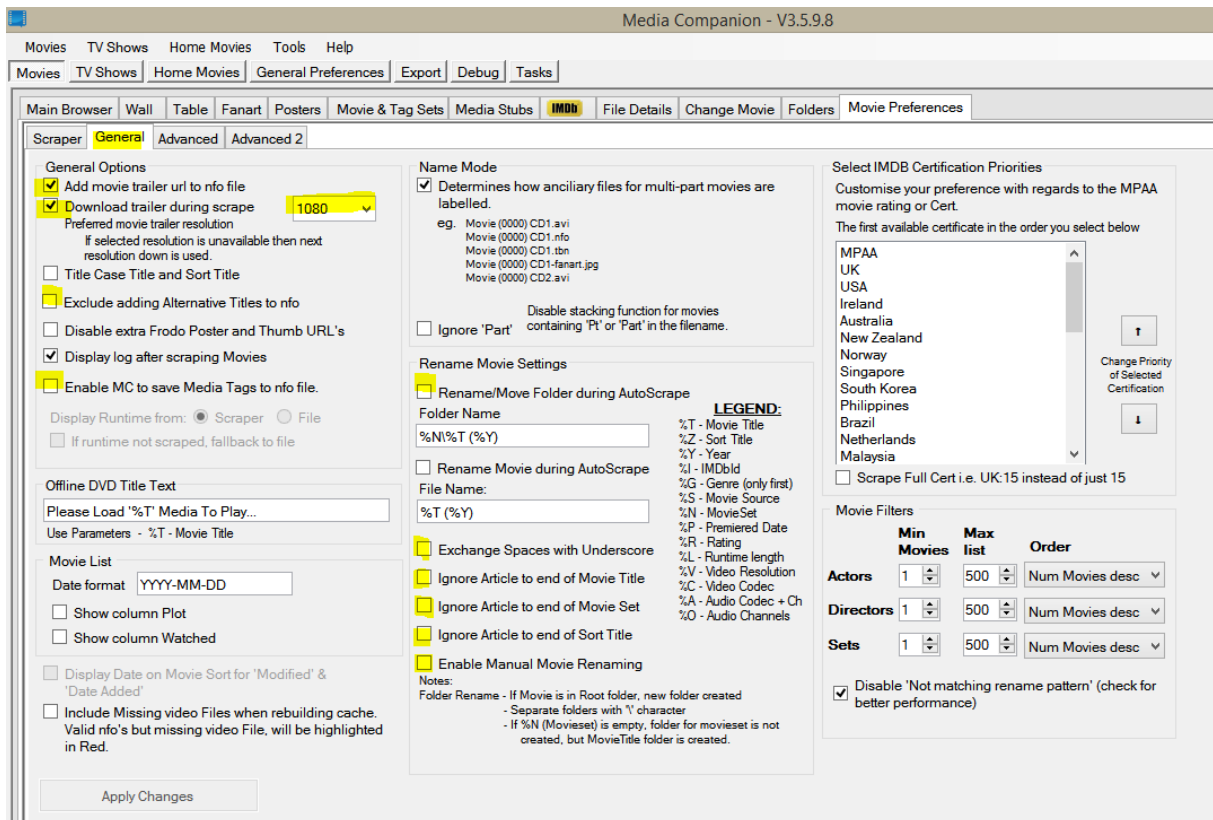 Media Companion - V3.5.9.8
Movies TV Shows Home Movies Tools Help
Movies TV Shows Home Movies General Preferences Export Debug Tasks
Main Browser Wall Table Fanart Posters Movie & Tag Sets Media Stubs IMDb File Details Change Movie Folders Movie Preferences
Scraper General Advanced Advanced 2
General Options
Add movie trailer url to nfo file
Download trailer during scrape 1080
Preferred movie trailer resolution
If selected resolution is unavailable then next
resolution down is used.
Title Case Title and Sort Title
Exclude adding Alternative Titles to nfo
Disable extra Frodo Poster and Thumb URL's
Display log after scraping Movies
Enable MC to save Media Tags to nfo file.
Display Runtime from: Scraper File
If runtime not scraped, fallback to file
Offline DVD Title Text
Please Load '%T' Media To Play...
Use Parameters - %T - Movie Title
Movie List
Date format YYYY-MM-DD
Show column Plot
Show column Watched
Display Date on Movie Sort for 'Modified' &
'Date Added'
Include Missing video Files when rebuilding cache.
Valid nfo's but missing video File, will be highlighted
in Red.
Apply Changes
Name Mode
Determines how anciliary files for multi-part movies are
labelled.
eg. Movie (0000) CD1.avi
Movie (0000) CD1.nfo
Movie (0000) CD1.tbn
Movie (0000) CD1-fanart.jpg
Movie (0000) CD2.avi
Disable stacking function for movies
Ignore 'Part' containing 'Pt' or 'Part' in the filename.
Rename Movie Settings
Rename/Move Folder during AutoScrape
Folder Name
%N\%T (%Y)
Rename Movie during AutoScrape
File Name:
%T (%Y)
Exchange Spaces with Underscore
Ignore Article to end of Movie Title
Ignore Article to end of Movie Set
Ignore Article to end of Sort Title
Enable Manual Movie Renaming
LEGEND:
%T - Movie Title
%Z - Sort Title
%Y - Year
%I - IMDbId
%G - Genre (only first)
%S - Movie Source
%N - MovieSet
%P - Premiered Date
%R - Rating
%L - Runtime length
%V - Video Resolution
%C - Video Codec
%A - Audio Codec + Ch
%O - Audio Channels
Notes:
Folder Rename - If Movie is in Root folder, new folder created
- Separate folders with '\' character
- If %N (Movieset) is empty, folder for movieset is not
created, but MovieTitle folder is created.
Select IMDB Certification Priorities
Customise your preference with regards to the MPAA
movie rating or Cert.
The first available certificate in the order you select below
MPAA
UK
USA
Ireland
Australia
New Zealand
Norway
Singapore
South Korea
Philippines
Brazil
Netherlands
Malaysia
Change Priority
of Selected
Certification
Scrape Full Cert i.e. UK:15 instead of just 15
Movie Filters
Min Movies Max list Order
Actors 1 500 Num Movies desc
Directors 1 500 Num Movies desc
Sets 1 500 Num Movies desc
Disable 'Not matching rename pattern' (check for
better performance)